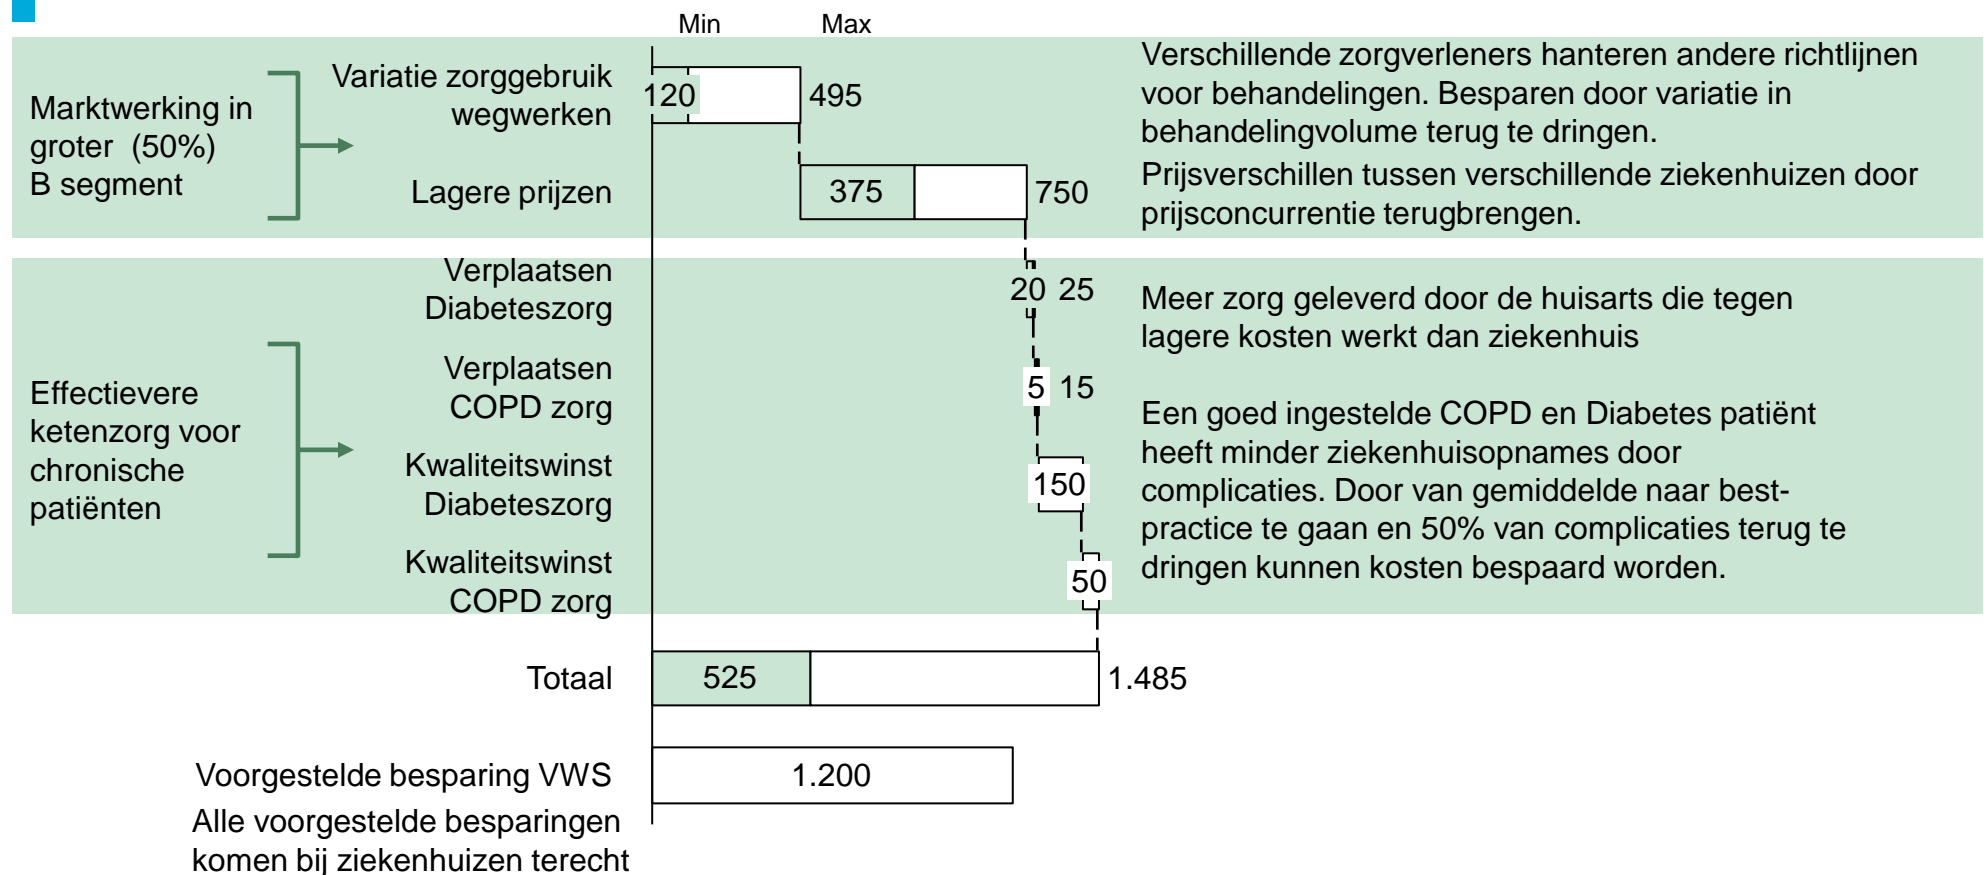 Min Max
Marktwerking in
groter (50%)
B segment
Variatie zorggebruik
wegwerken
120 495
Verschillende zorgverleners hanteren andere richtlijnen
voor behandelingen. Besparen door variatie in
behandelingvolume terug te dringen.
Lagere prijzen
375 750
Prijsverschillen tussen verschillende ziekenhuizen door
prijsconcurrentie terugbrengen.
Effectievere
ketenzorg voor
chronische
patiënten
Verplaatsen
Diabeteszorg
20 25
Meer zorg geleverd door de huisarts die tegen
lagere kosten werkt dan ziekenhuis
Verplaatsen
COPD zorg
5 15
Kwaliteitswinst
Diabeteszorg
150
Een goed ingestelde COPD en Diabetes patiënt
heeft minder ziekenhuisopnames door
complicaties. Door van gemiddelde naar best-
practice te gaan en 50% van complicaties terug te
dringen kunnen kosten bespaard worden.
Kwaliteitswinst
COPD zorg
50
Totaal
525 1.485
Voorgestelde besparing VWS
1.200
Alle voorgestelde besparingen
komen bij ziekenhuizen terecht